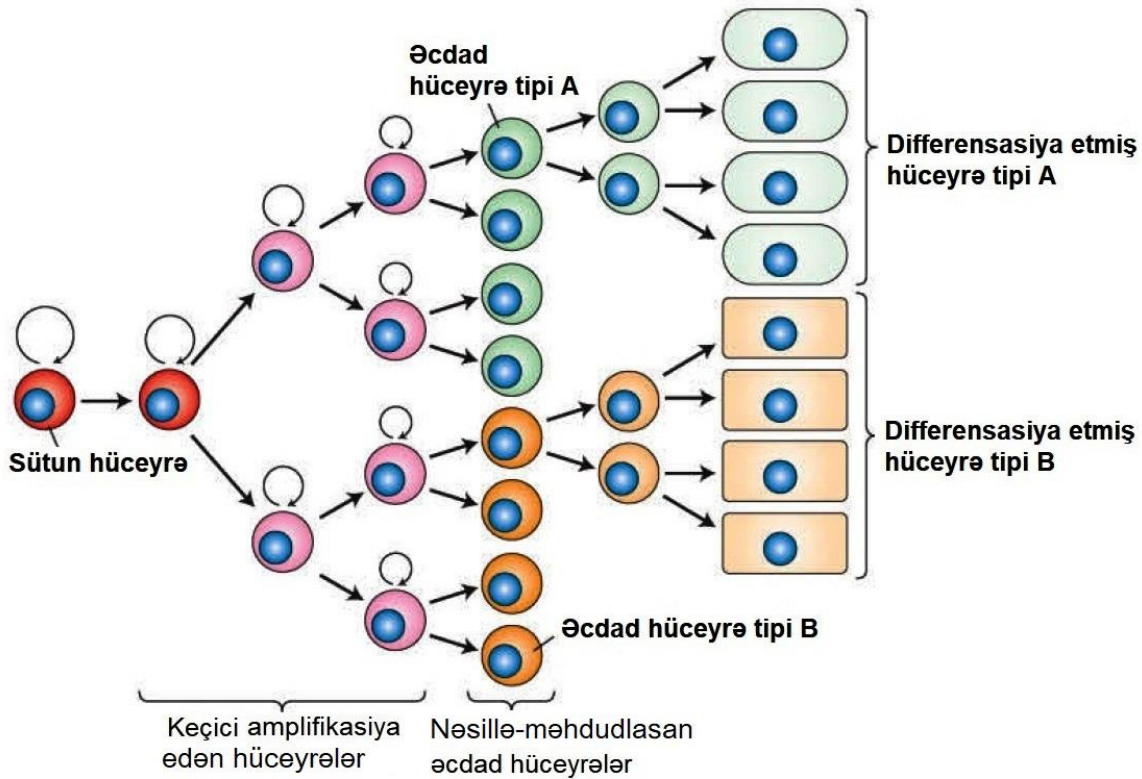 Əcdad
hüceyrə tipi A
Differensasiya etmiş
hüceyrə tipi A
Sütun hüceyrə
Differensasiya etmiş
hüceyrə tipi B
Əcdad hüceyrə tipi B
Keçici amplifikasiya
edən hüceyrələr
Nəsillə-məhdudlasan
əcdad hüceyrələr